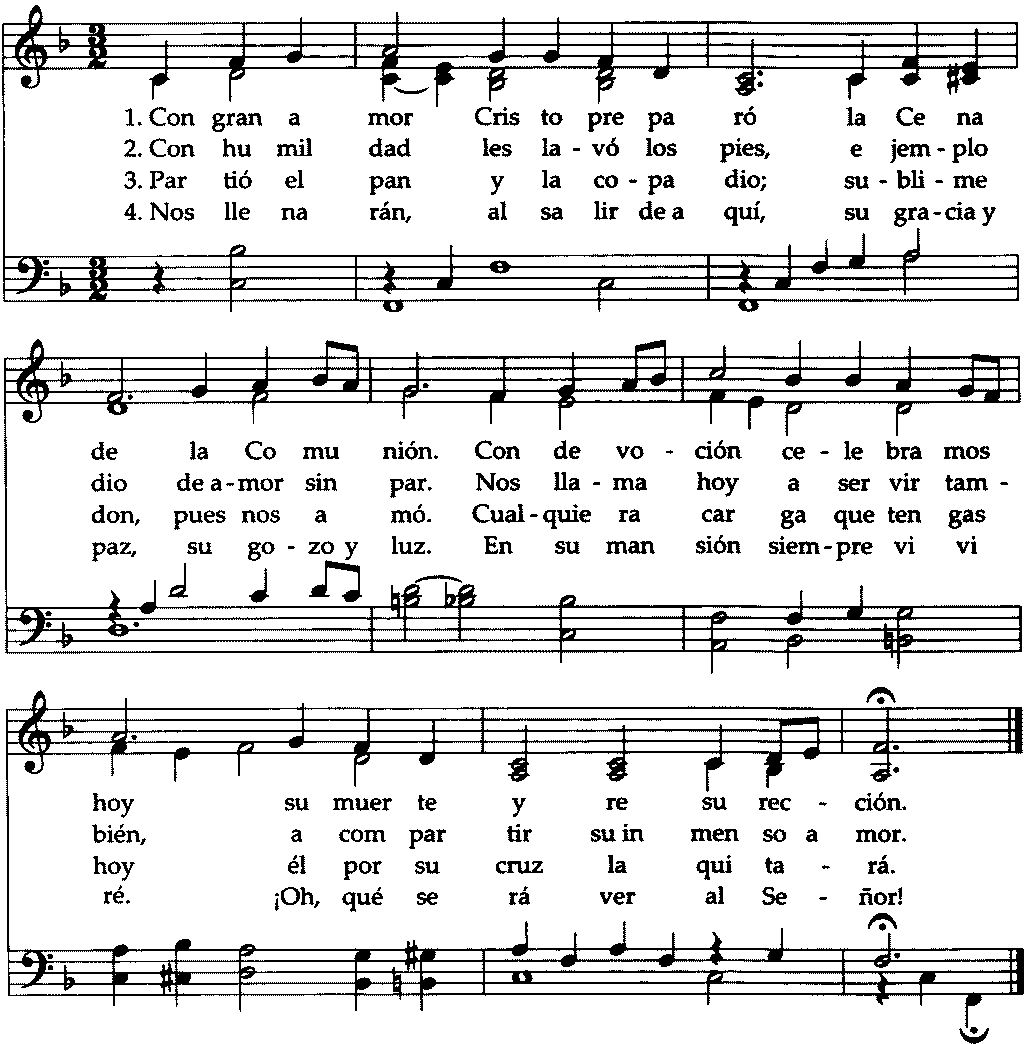 3 2
1. Con gran a mor Cris to pre pa ró la Ce na
2. Con hu mil dad les la - vó los pies, e jem - plo
3. Par tió el pan y la co - pa dio; su - bli - me
4. Nos lle na rán, al sa lir de a quí, su gra - cia y
3 2
de la Co mu nión. Con de vo - ción ce - le bra mos
dio de a - mor sin par. Nos lla - ma hoy a ser vir tam -
don, pues nos a mó. Cual - quie ra car ga que ten gas
paz, su go - zo y luz. En su man sión siem - pre vi vi
hoy su muer te y re su rec - ción.
bién, a com par tir su in men so a mor.
hoy él por su cruz la qui ta - rá.
ré. ¡Oh, qué se rá ver al Se - ñor!